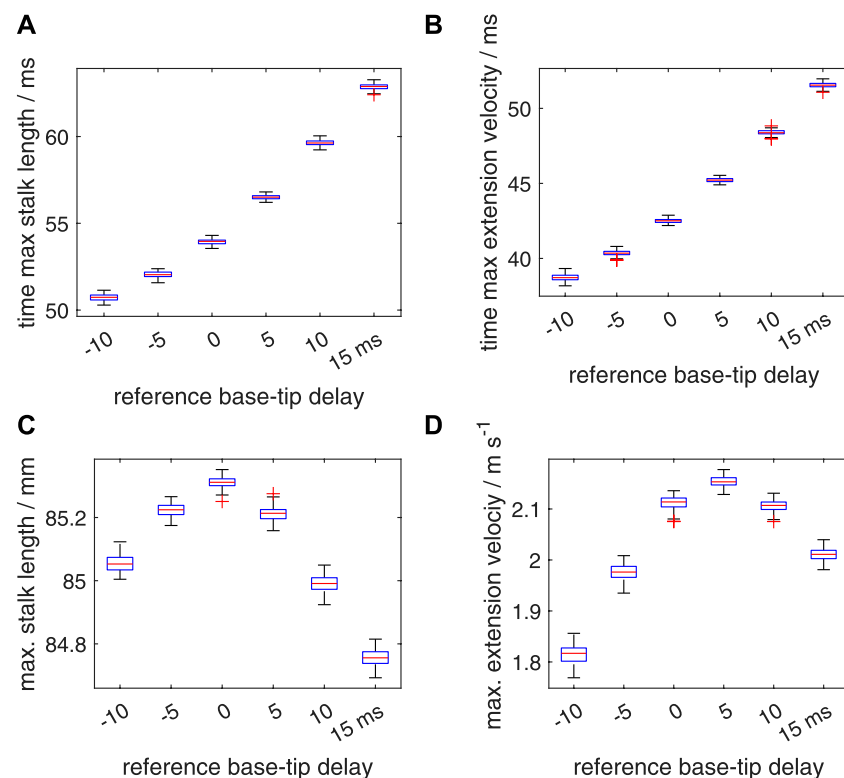 A
time max stalk length / ms
60
55
50
-10
-5
0
5
10
15 ms
reference base-tip delay
B
time max extension velocity / ms
50
45
40
-10
-5
0
5
10
15 ms
reference base-tip delay
C
max. stalk length / mm
85.2
85
84.8
-10
-5
0
5
10
15 ms
reference base-tip delay
D
max. extension velociy / m s⁻¹
2.1
2
1.9
1.8
-10
-5
0
5
10
15 ms
reference base-tip delay